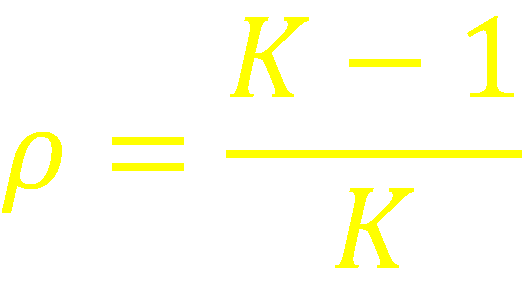 ρ = (K − 1) / K